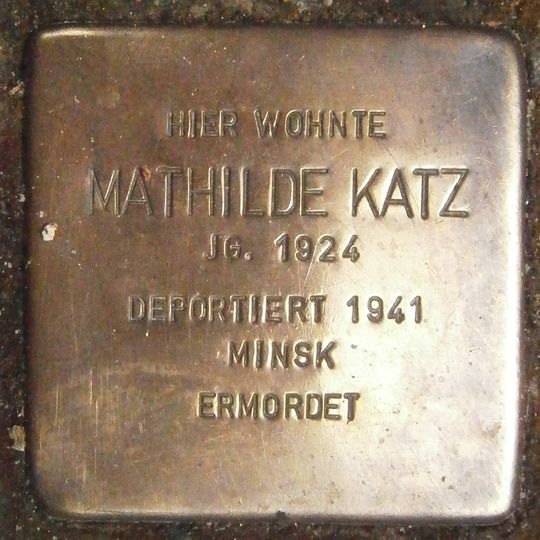 HIER WOHNTE
MATHILDE KATZ
JG. 1924
DEPORTIERT 1941
MINSK
ERMORDET